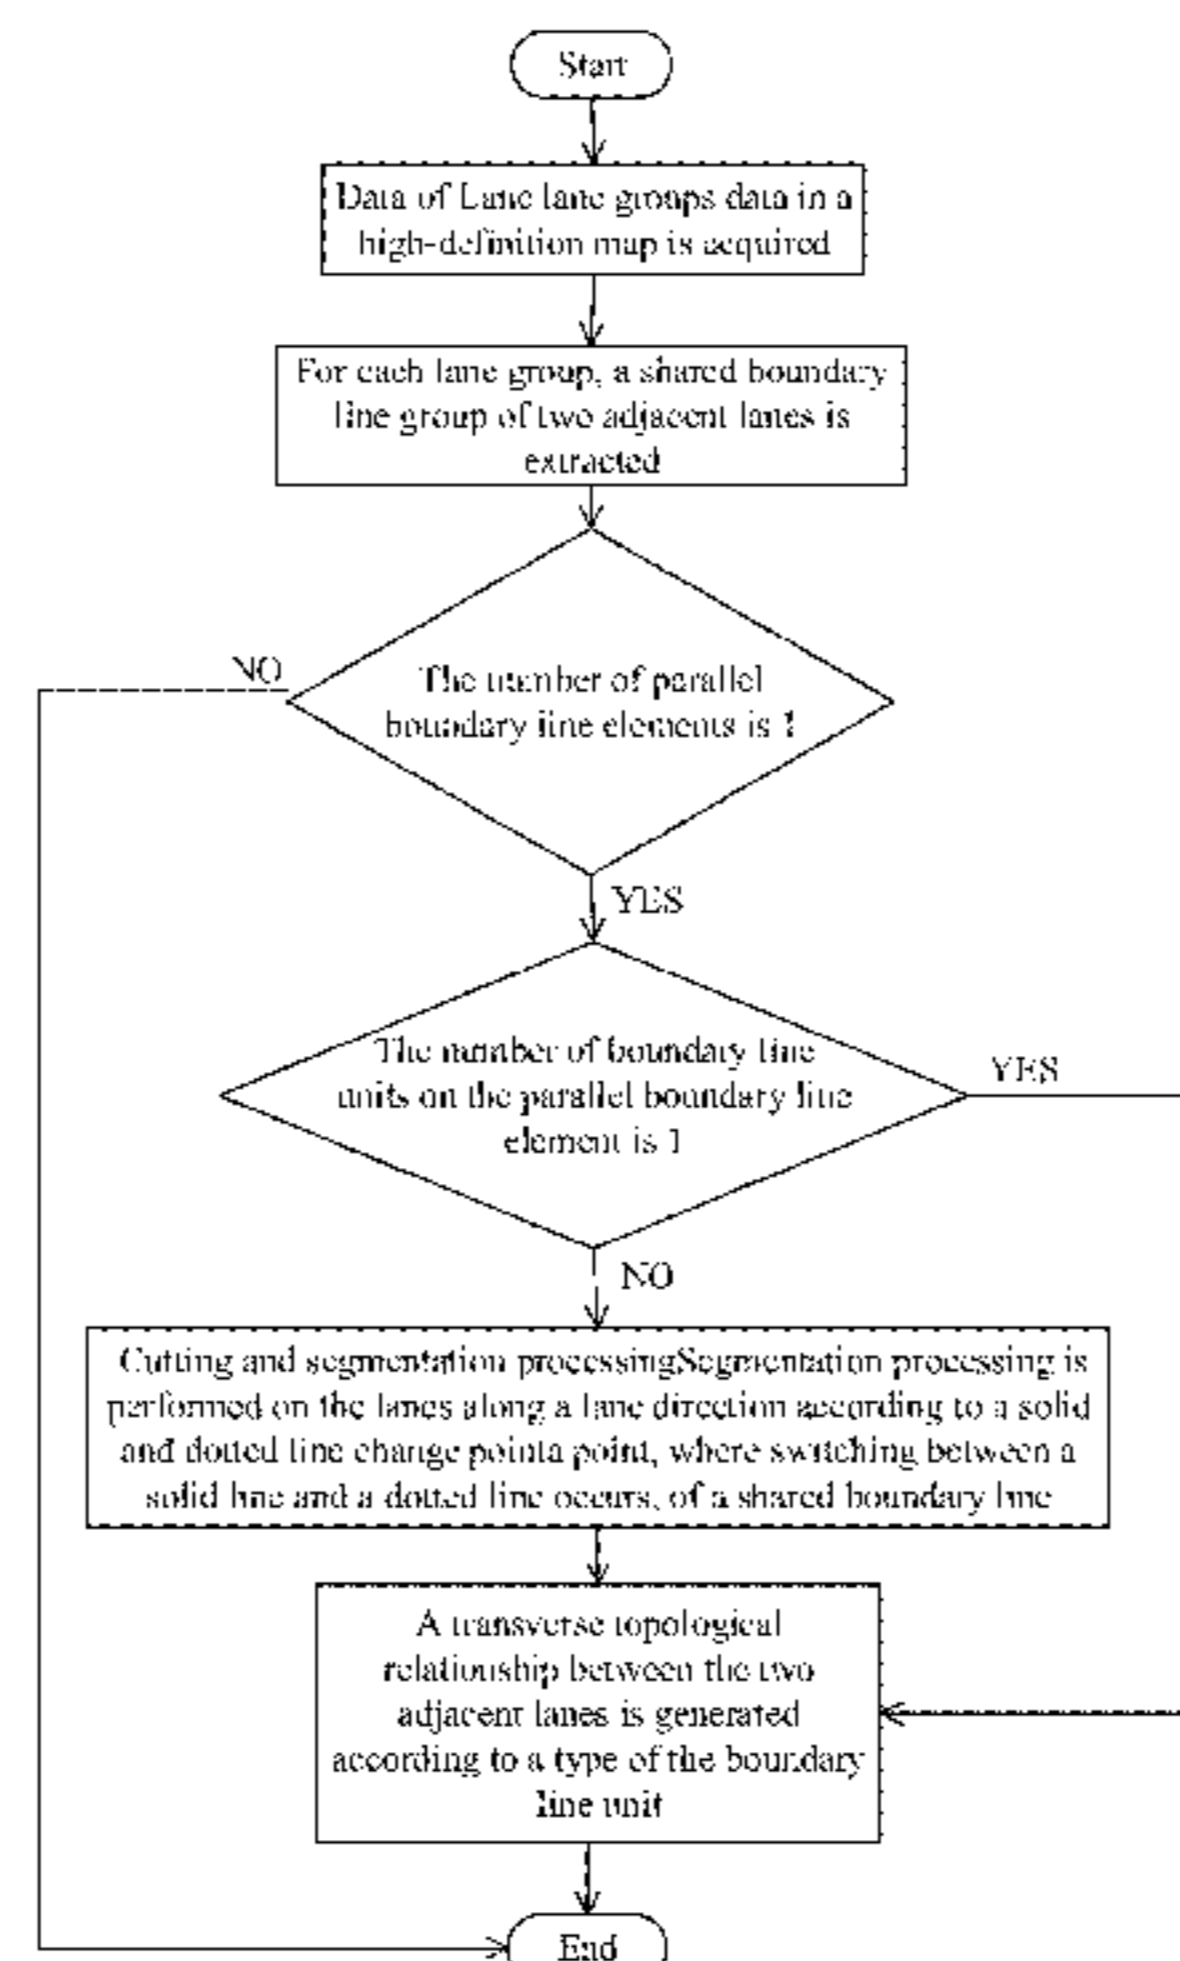 Start
Data of Lane lane groups data in a
high-definition map is acquired
For each lane group, a shared boundary
line group of two adjacent lanes is
extracted
NO
The number of parallel
boundary line elements is 1
YES
The number of boundary line
units on the parallel boundary line
element is 1
YES
NO
Cutting and segmentation processingSegmentation processing is
performed on the lanes along a lane direction according to a solid
and dotted line change pointa point, where switching between a
solid line and a dotted line occurs, of a shared boundary line
A transverse topological
relationship between the two
adjacent lanes is generated
according to a type of the boundary
line unit
End